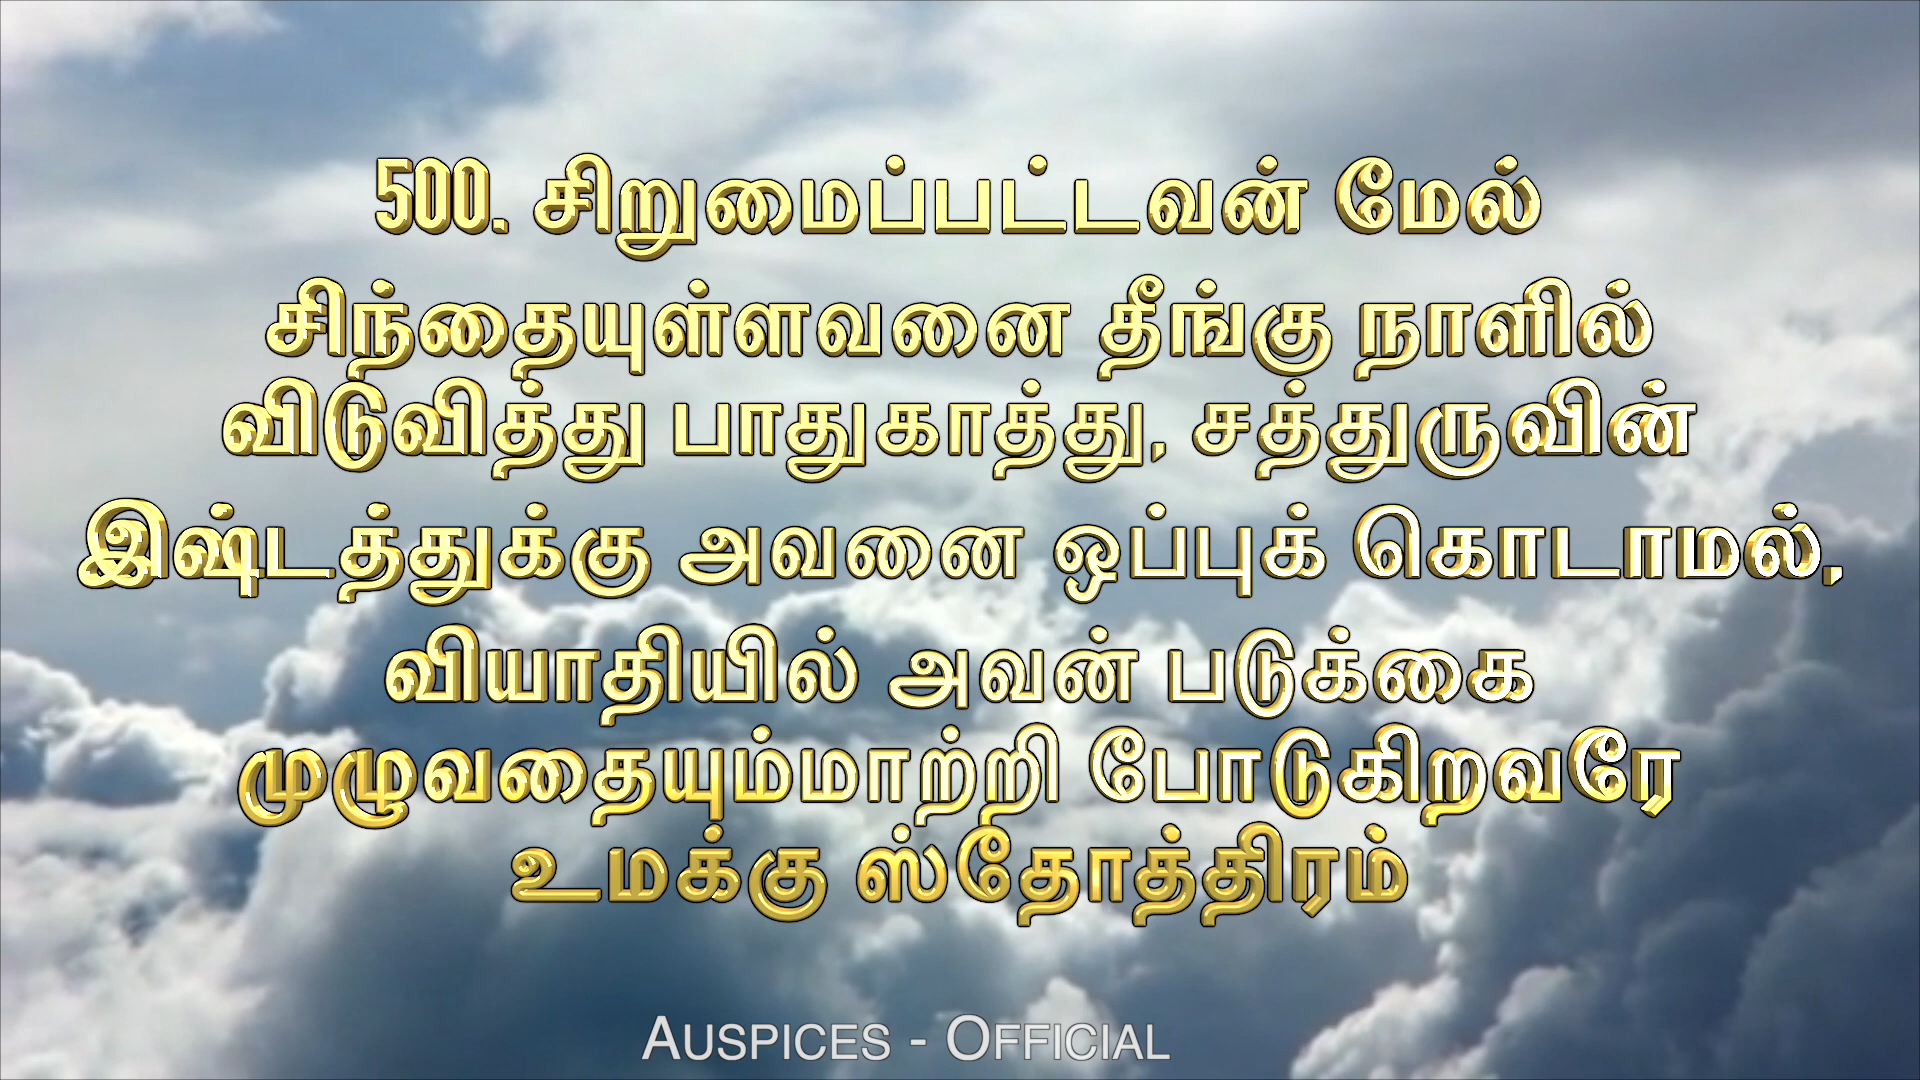 500. சிறுமைப்பட்டவன் மேல்
சிந்தையுள்ளவனை தீங்கு நாளில்
விடுவித்து பாதுகாத்து, சத்துருவின்
இஷ்டத்துக்கு அவனை ஒப்புக் கொடாமல்,
வியாதியில் அவன் படுக்கை
முழுவதையும்மாற்றி போடுகிறவரே
உமக்கு ஸ்தோத்திரம்
AUSPICES - OFFICIAL